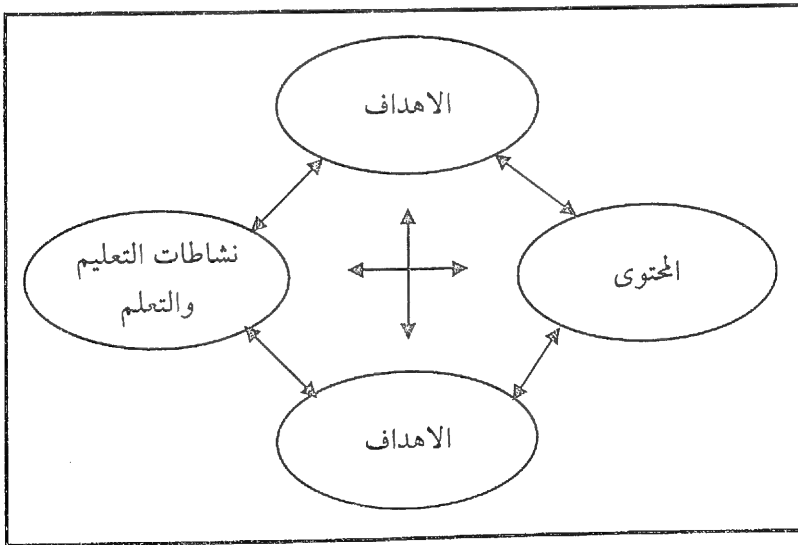 الاهداف
نشاطات التعليم
والتعلم
المحتوى
الاهداف